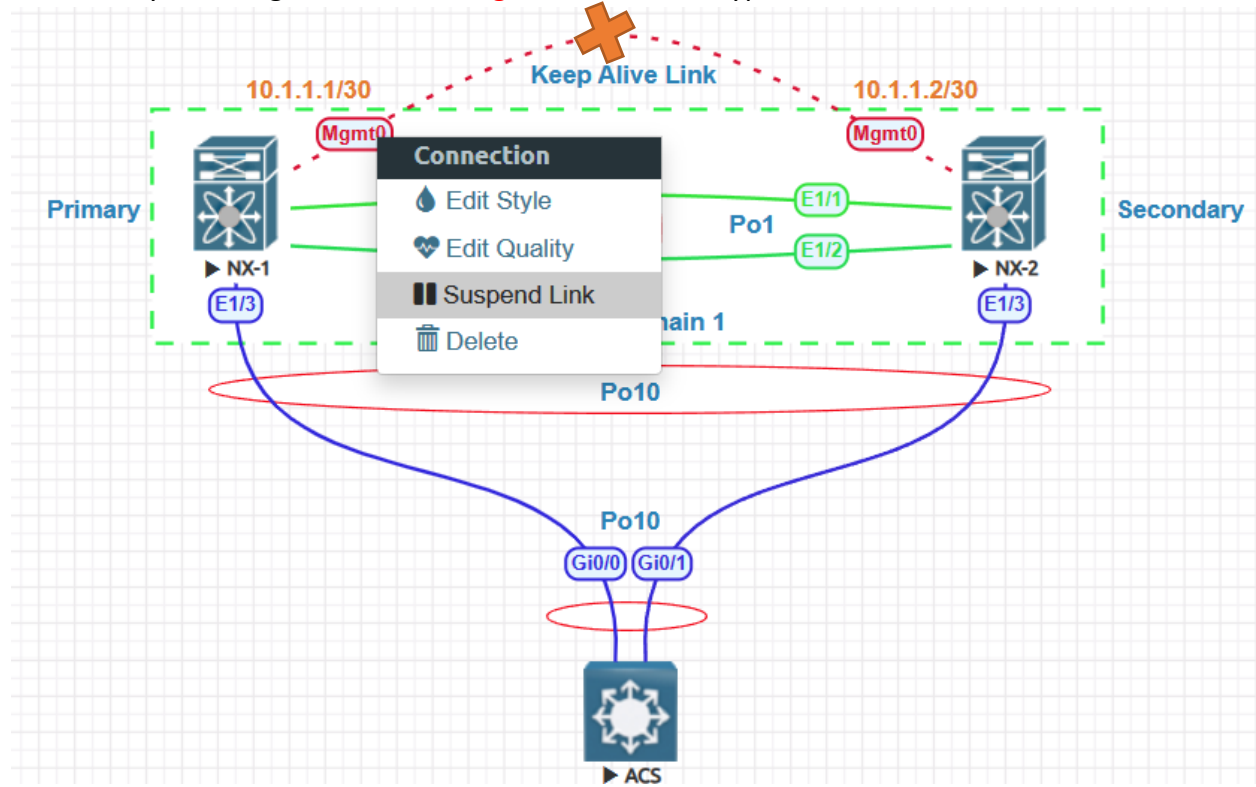 Keep Alive Link
10.1.1.1/30
10.1.1.2/30
Mgmt0
Mgmt0
Connection
Edit Style
Edit Quality
Suspend Link
Delete
Primary
Secondary
E1/1
Po1
E1/2
NX-1
NX-2
E1/3
E1/3
ain 1
Po10
Po10
Gi0/0
Gi0/1
ACS